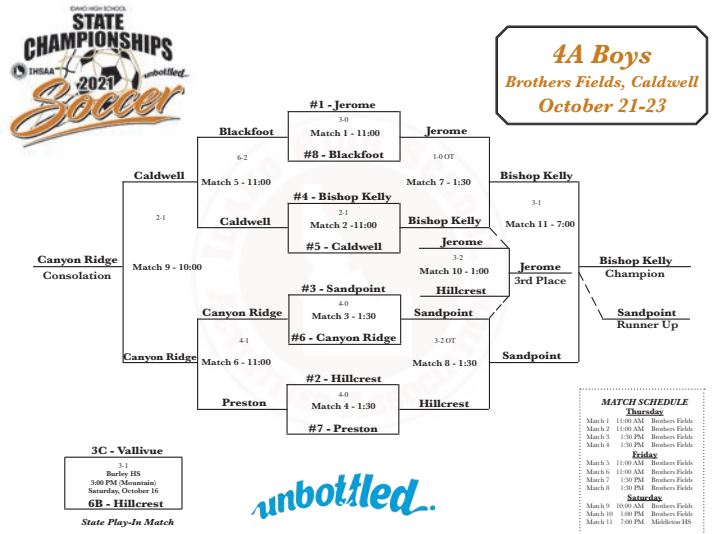 IDAHO HIGH SCHOOL
STATE
CHAMPIONSHIPS
IHSAA
unbottled.
2021
Soccer
4A Boys
Brothers Fields, Caldwell
October 21-23
#1 - Jerome
3-0
Match 1 - 11:00
#8 - Blackfoot
Blackfoot
Jerome
6-2
1-0 OT
Match 5 - 11:00
Match 7 - 1:30
Caldwell
Bishop Kelly
#4 - Bishop Kelly
2-1
Match 2 -11:00
#5 - Caldwell
Caldwell
Bishop Kelly
2-1
3-1
Match 11 - 7:00
Jerome
3-2
Match 10 - 1:00
Hillcrest
Jerome
3rd Place
Canyon Ridge
Consolation
Match 9 - 10:00
Bishop Kelly
Champion
#3 - Sandpoint
4-0
Match 3 - 1:30
#6 - Canyon Ridge
Canyon Ridge
Sandpoint
Sandpoint
Runner Up
4-1
3-2 OT
Canyon Ridge
Match 6 - 11:00
Match 8 - 1:30
Sandpoint
#2 - Hillcrest
4-0
Match 4 - 1:30
#7 - Preston
Preston
Hillcrest
3C - Vallivue
3-1
Burley HS
3:00 PM (Mountain)
Saturday, October 16
6B - Hillcrest
State Play-In Match
unbottled.
MATCH SCHEDULE
Thursday
Match 1 11:00 AM Brothers Fields
Match 2 11:00 AM Brothers Fields
Match 3 1:30 PM Brothers Fields
Match 4 1:30 PM Brothers Fields
Friday
Match 5 11:00 AM Brothers Fields
Match 6 11:00 AM Brothers Fields
Match 7 1:30 PM Brothers Fields
Match 8 1:30 PM Brothers Fields
Saturday
Match 9 10:00 AM Brothers Fields
Match 10 1:00 PM Brothers Fields
Match 11 7:00 PM Middleton HS